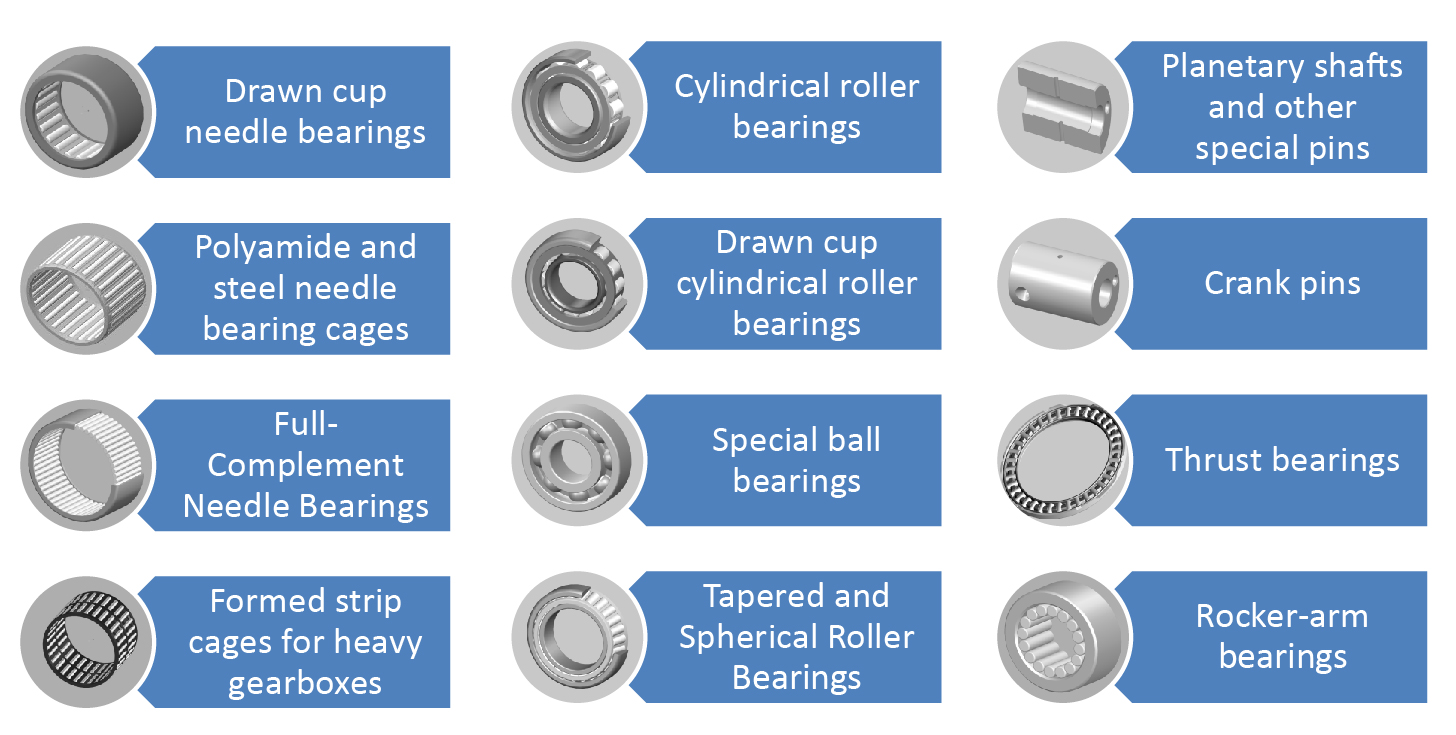 Drawn cup
needle bearings
Polyamide and
steel needle
bearing cages
Full-
Complement
Needle Bearings
Formed strip
cages for heavy
gearboxes
Cylindrical roller
bearings
Drawn cup
cylindrical roller
bearings
Special ball
bearings
Tapered and
Spherical Roller
Bearings
Planetary shafts
and other
special pins
Crank pins
Thrust bearings
Rocker-arm
bearings